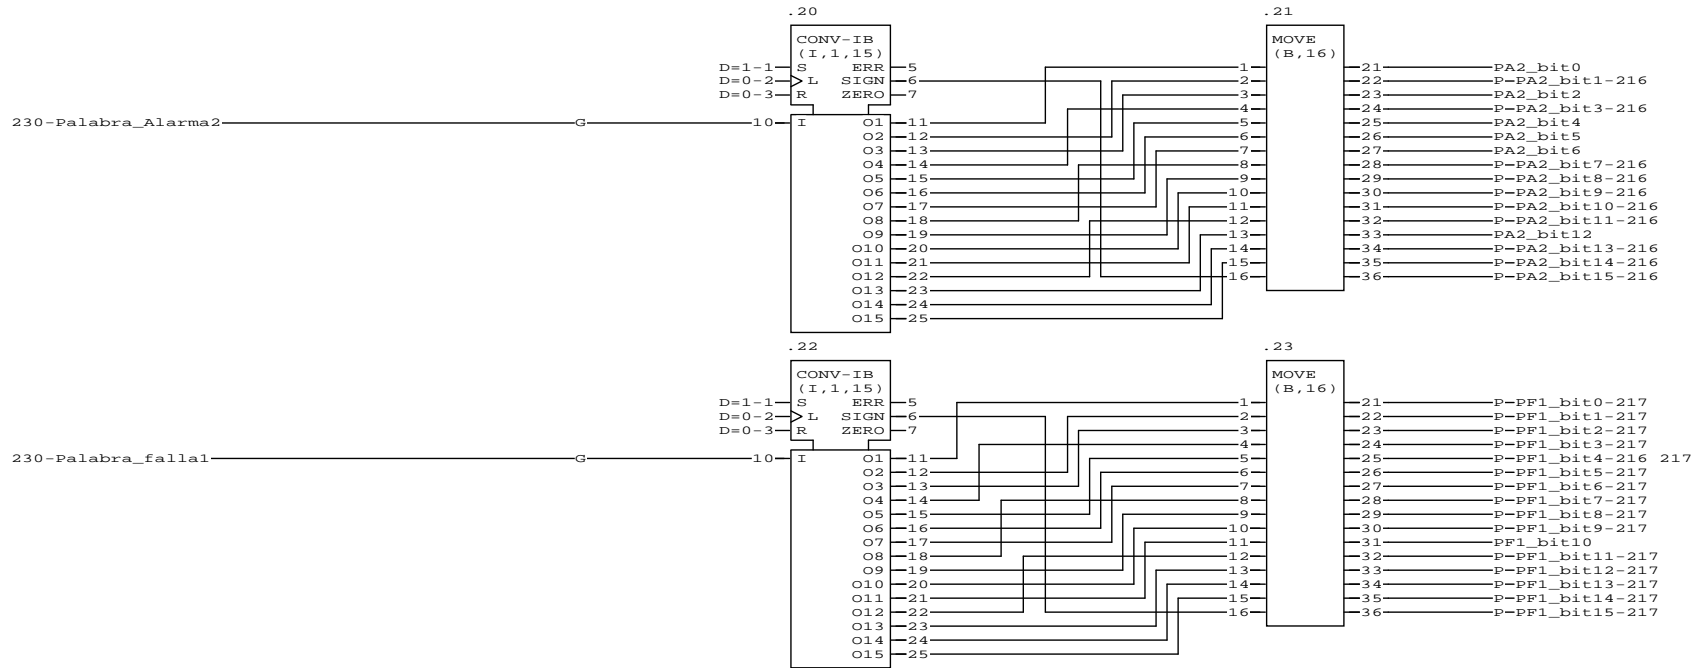 .20 .21
CONV-IB MOVE
(I,1,15) (B,16)
D=1-1 S ERR 5 1 21 PA2_bit0
D=0-2 L SIGN 6 2 22 P-PA2_bit1-216
D=0-3 R ZERO 7 3 23 PA2_bit2
4 24 P-PA2_bit3-216
230-Palabra_Alarma2 G 10 I O1 11 5 25 PA2_bit4
O2 12 6 26 PA2_bit5
O3 13 7 27 PA2_bit6
O4 14 8 28 P-PA2_bit7-216
O5 15 9 29 P-PA2_bit8-216
O6 16 10 30 P-PA2_bit9-216
O7 17 11 31 P-PA2_bit10-216
O8 18 12 32 P-PA2_bit11-216
O9 19 13 33 PA2_bit12
O10 20 14 34 P-PA2_bit13-216
O11 21 15 35 P-PA2_bit14-216
O12 22 16 36 P-PA2_bit15-216
O13 23
O14 24
O15 25
.22 .23
CONV-IB MOVE
(I,1,15) (B,16)
D=1-1 S ERR 5 1 21 P-PF1_bit0-217
D=0-2 L SIGN 6 2 22 P-PF1_bit1-217
D=0-3 R ZERO 7 3 23 P-PF1_bit2-217
4 24 P-PF1_bit3-217
230-Palabra_falla1 G 10 I O1 11 5 25 P-PF1_bit4-216 217
O2 12 6 26 P-PF1_bit5-217
O3 13 7 27 P-PF1_bit6-217
O4 14 8 28 P-PF1_bit7-217
O5 15 9 29 P-PF1_bit8-217
O6 16 10 30 P-PF1_bit9-217
O7 17 11 31 PF1_bit10
O8 18 12 32 P-PF1_bit11-217
O9 19 13 33 P-PF1_bit12-217
O10 20 14 34 P-PF1_bit13-217
O11 21 15 35 P-PF1_bit14-217
O12 22 16 36 P-PF1_bit15-217
O13 23
O14 24
O15 25